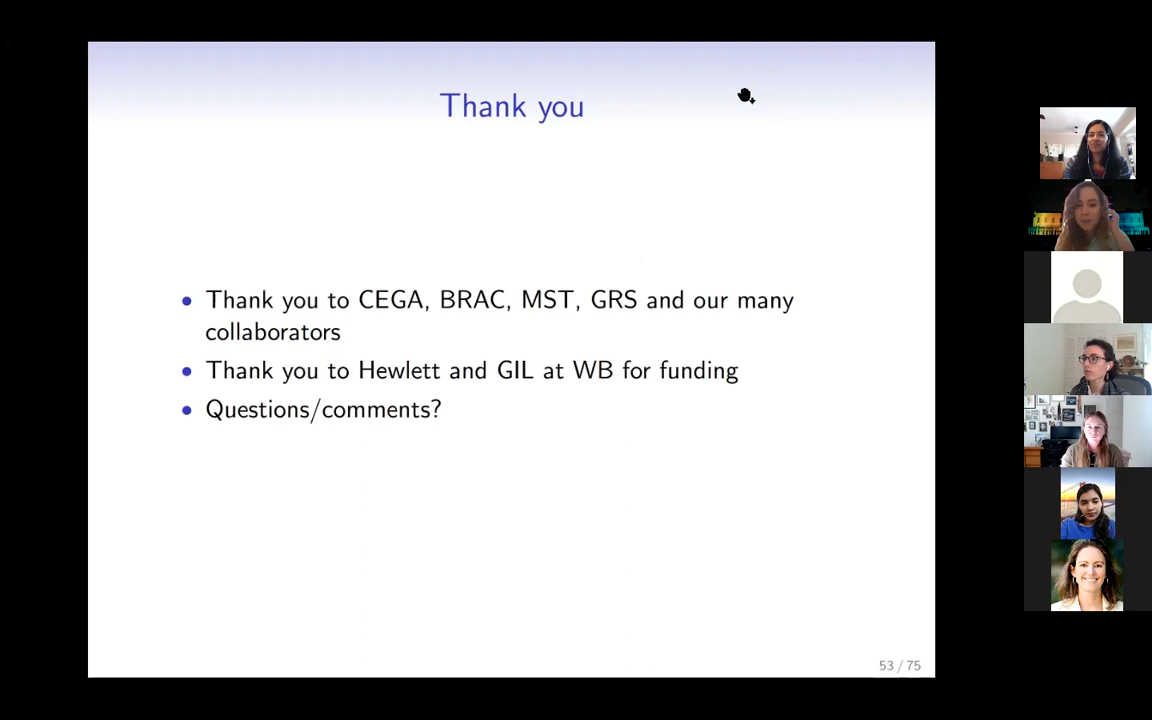 Thank you
Thank you to CEGA, BRAC, MST, GRS and our many
collaborators
Thank you to Hewlett and GIL at WB for funding
Questions/comments?
53 / 75